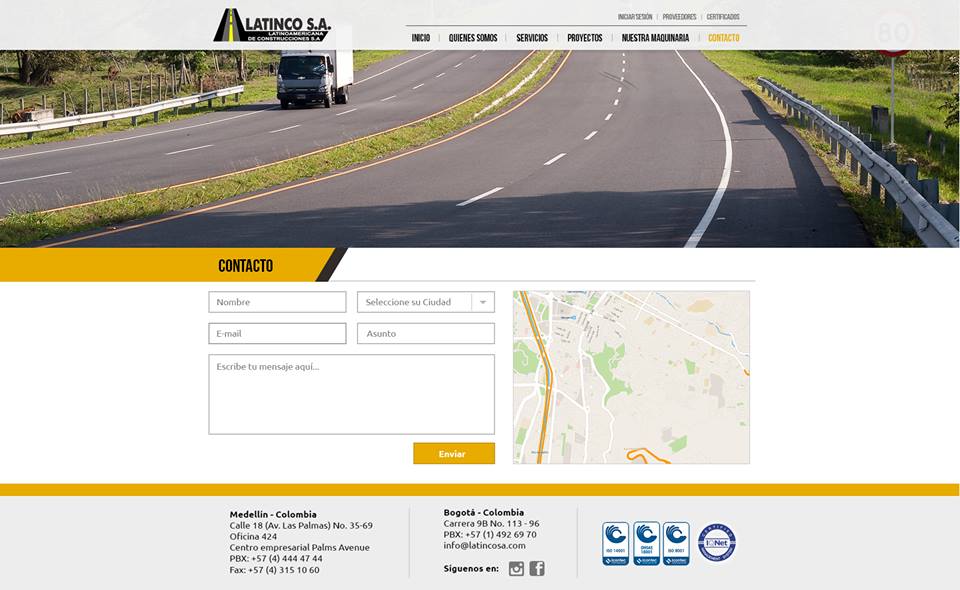 LATINCO S.A.
LATINOAMERICANA
DE CONSTRUCCIONES S.A
INICIAR SESIÓN | PROVEEDORES | CERTIFICADOS
INICIO | QUIENES SOMOS | SERVICIOS | PROYECTOS | NUESTRA MAQUINARIA | CONTACTO
80
CONTACTO
Nombre
Seleccione su Ciudad
E-mail
Asunto
Escribe tu mensaje aquí...
Enviar
Medellín - Colombia
Calle 18 (Av. Las Palmas) No. 35-69
Oficina 424
Centro empresarial Palms Avenue
PBX: +57 (4) 444 47 44
Fax: +57 (4) 315 10 60
Bogotá - Colombia
Carrera 9B No. 113 - 96
PBX: +57 (1) 492 69 70
info@latincosa.com
Síguenos en:
ISO 14001
icontec
OHSAS
18001
icontec
ISO 9001
icontec
IQNet